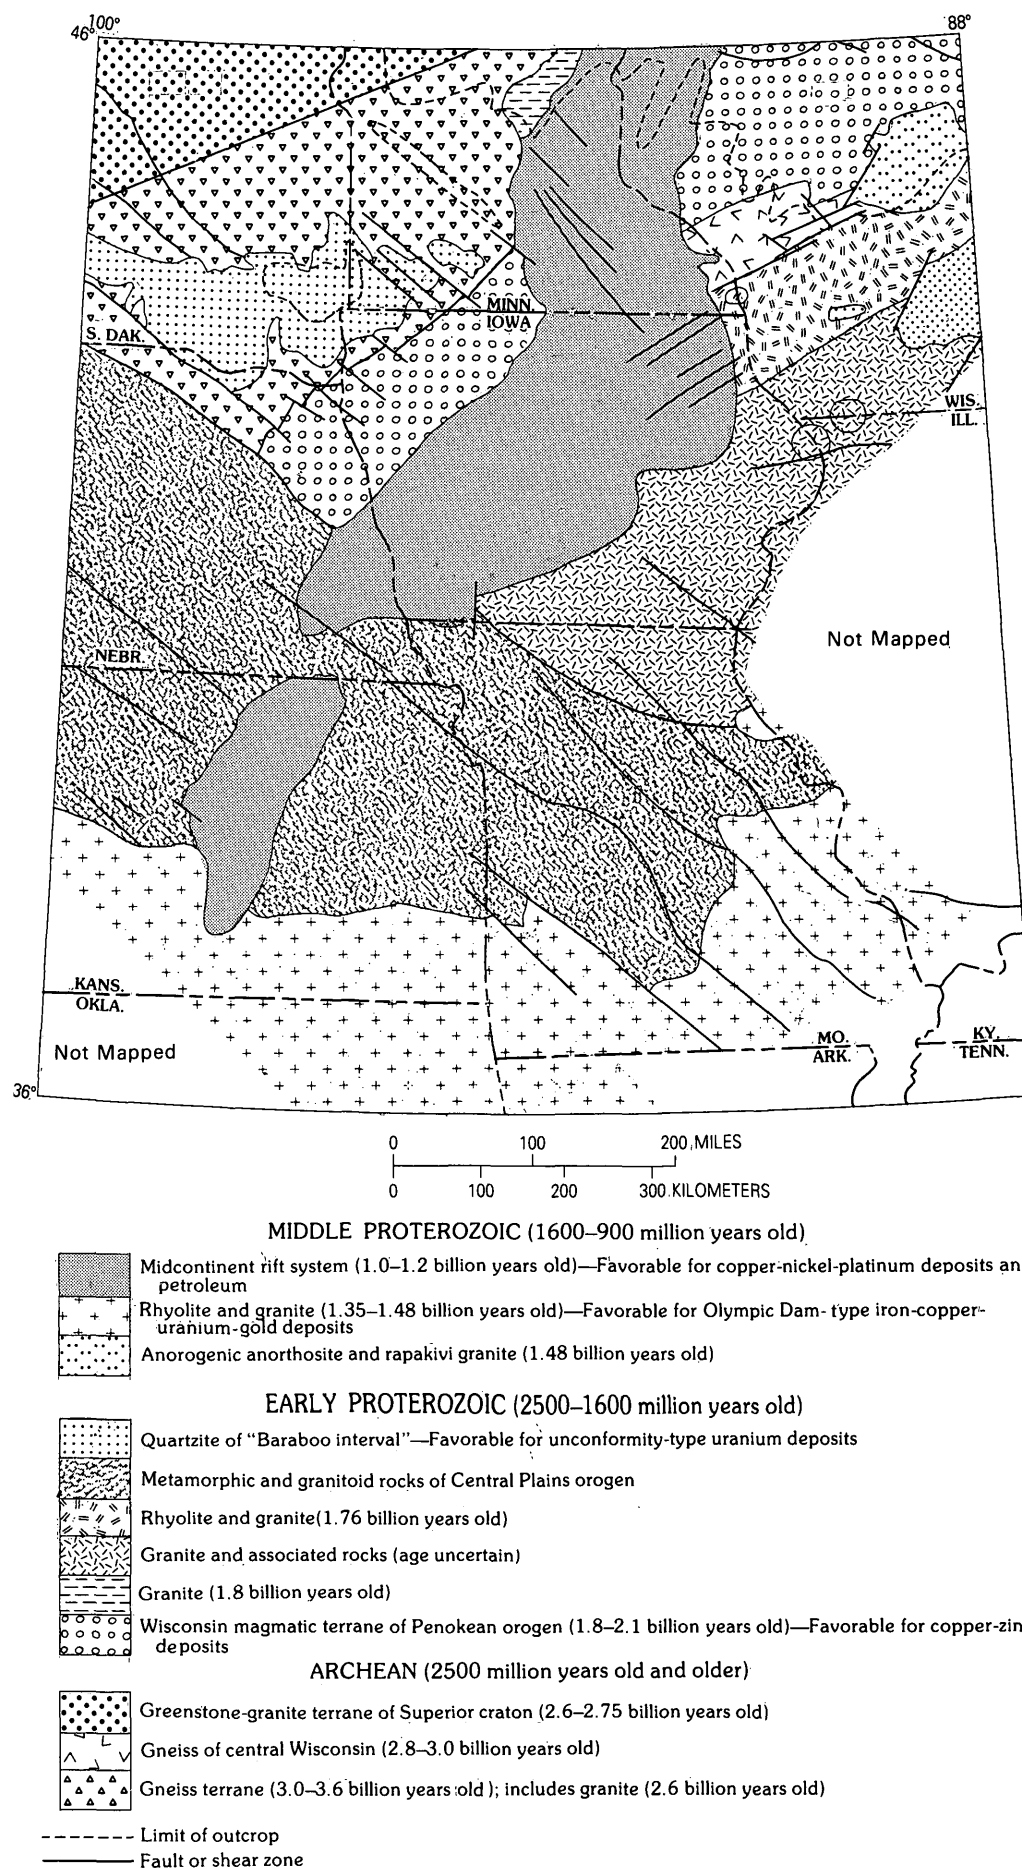 100°
46°
88°
MINN.
IOWA
S. DAK.
WIS.
ILL.
Not Mapped
NEBR
KANS.
OKLA.
Not Mapped
MO.
ARK.
KY.
TENN.
36°
0 100 200 MILES
0 100 200 300 KILOMETERS
MIDDLE PROTEROZOIC (1600–900 million years old)
Midcontinent rift system (1.0–1.2 billion years old)—Favorable for copper-nickel-platinum deposits an
petroleum
Rhyolite and granite (1.35–1.48 billion years old)—Favorable for Olympic Dam-type iron-copper-
uranium-gold deposits
Anorogenic anorthosite and rapakivi granite (1.48 billion years old)
EARLY PROTEROZOIC (2500–1600 million years old)
Quartzite of "Baraboo interval"—Favorable for unconformity-type uranium deposits
Metamorphic and granitoid rocks of Central Plains orogen
Rhyolite and granite(1.76 billion years old)
Granite and associated rocks (age uncertain)
Granite (1.8 billion years old)
Wisconsin magmatic terrane of Penokean orogen (1.8–2.1 billion years old)—Favorable for copper-zin
deposits
ARCHEAN (2500 million years old and older)
Greenstone-granite terrane of Superior craton (2.6–2.75 billion years old)
Gneiss of central Wisconsin (2.8–3.0 billion years old)
Gneiss terrane (3.0–3.6 billion years old); includes granite (2.6 billion years old)
Limit of outcrop
Fault or shear zone